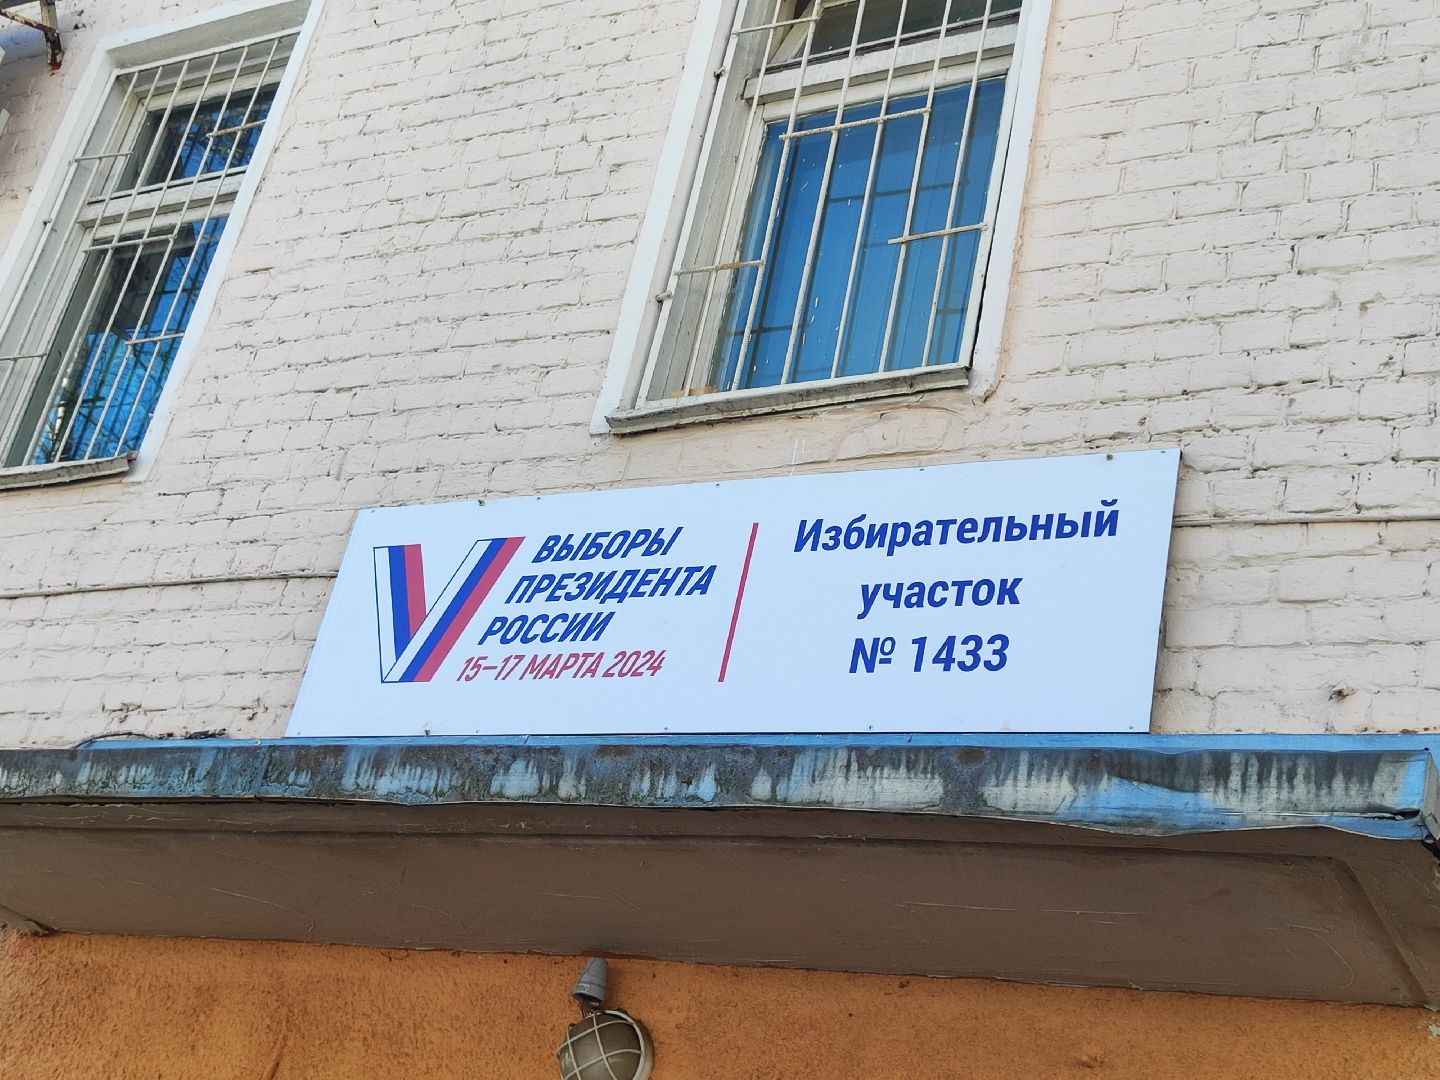 ВЫБОРЫ
ПРЕЗИДЕНТА
РОССИИ
15–17 МАРТА 2024
Избирательный
участок
№ 1433